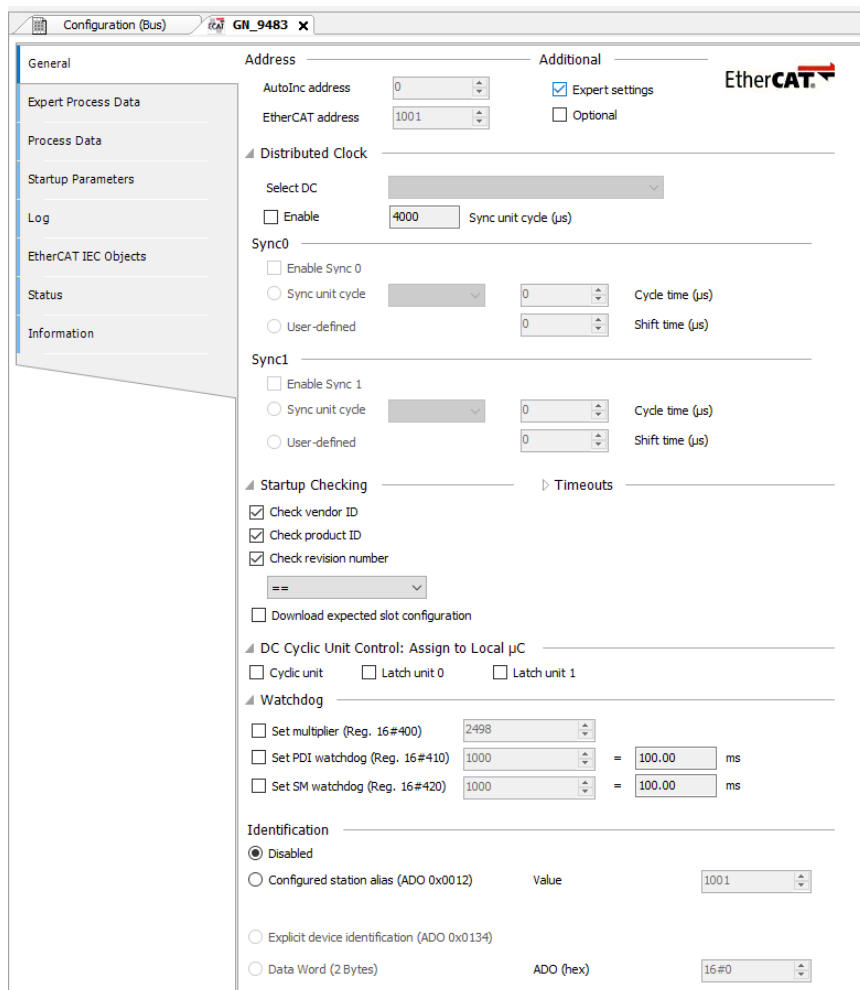 Configuration (Bus)
GN_9483
General
Expert Process Data
Process Data
Startup Parameters
Log
EtherCAT IEC Objects
Status
Information
Address
Additional
EtherCAT
AutoInc address 0
Expert settings
EtherCAT address 1001
Optional
Distributed Clock
Select DC
Enable 4000 Sync unit cycle (µs)
Sync0
Enable Sync 0
Sync unit cycle 0 Cycle time (µs)
User-defined 0 Shift time (µs)
Sync1
Enable Sync 1
Sync unit cycle 0 Cycle time (µs)
User-defined 0 Shift time (µs)
Startup Checking
Timeouts
Check vendor ID
Check product ID
Check revision number
==
Download expected slot configuration
DC Cyclic Unit Control: Assign to Local µC
Cyclic unit Latch unit 0 Latch unit 1
Watchdog
Set multiplier (Reg. 16#400) 2498
Set PDI watchdog (Reg. 16#410) 1000 = 100.00 ms
Set SM watchdog (Reg. 16#420) 1000 = 100.00 ms
Identification
Disabled
Configured station alias (ADO 0x0012) Value 1001
Explicit device identification (ADO 0x0134)
Data Word (2 Bytes) ADO (hex) 16#0